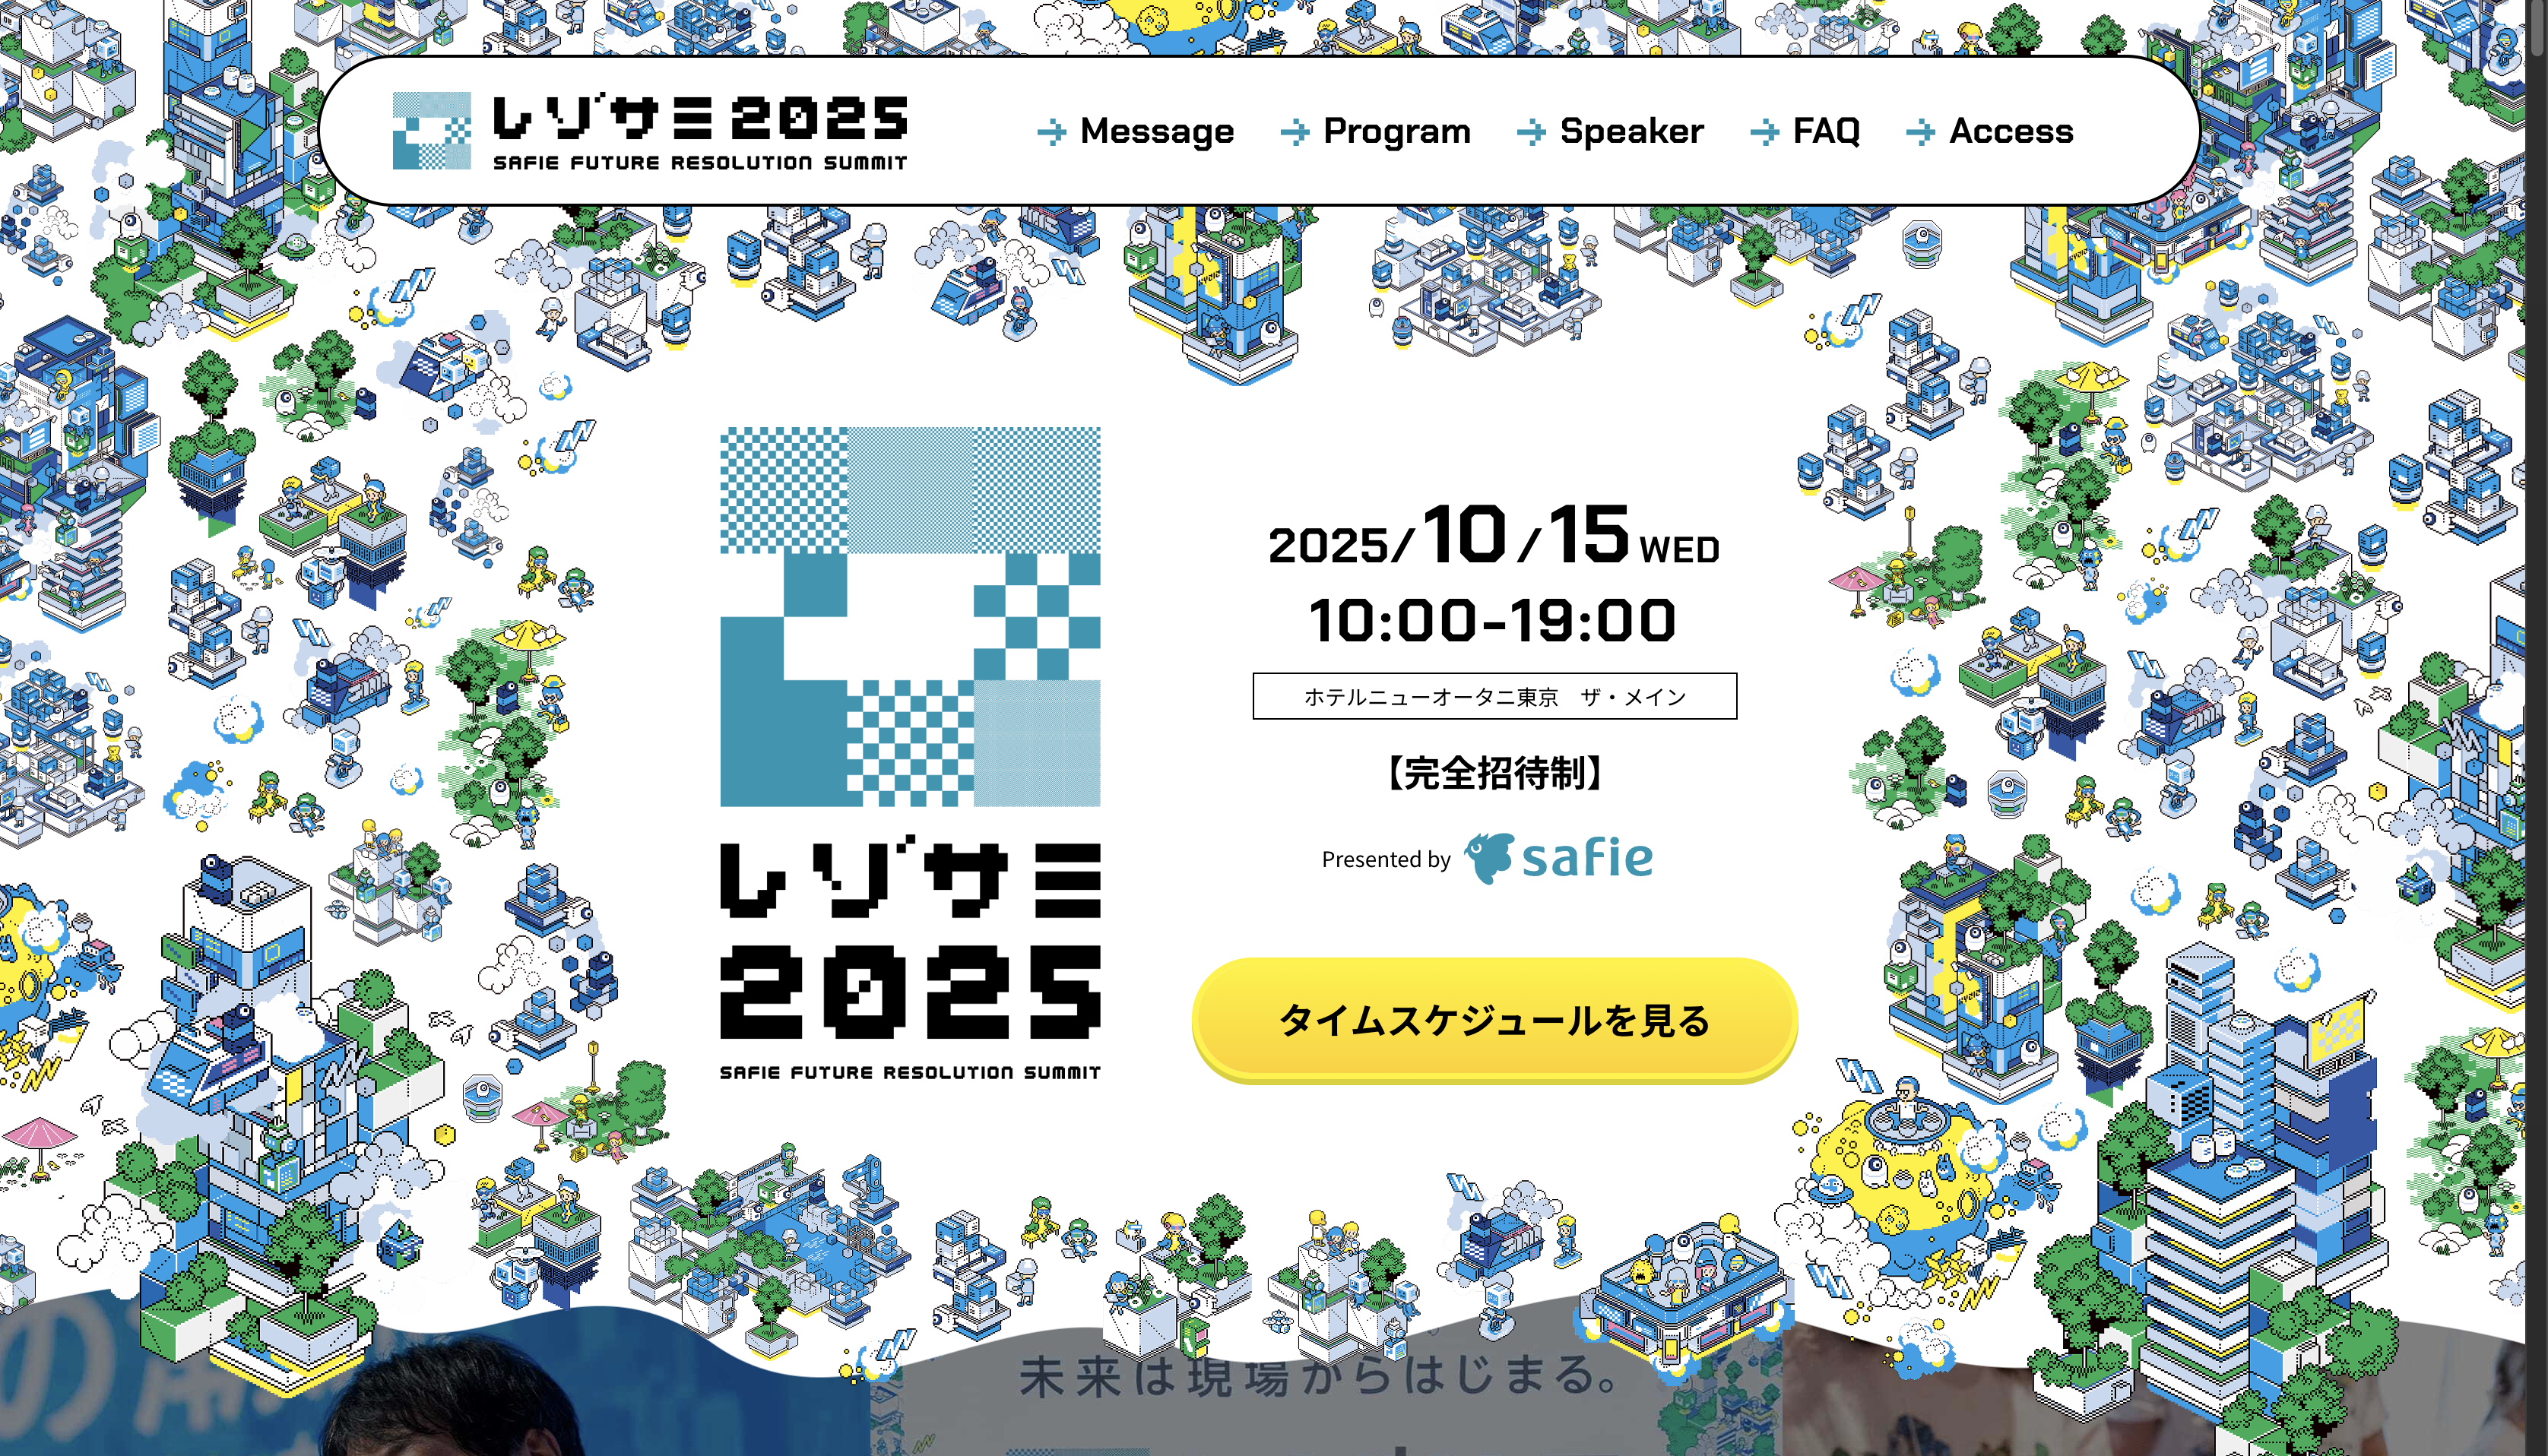 レゾサミ2025
SAFIE FUTURE RESOLUTION SUMMIT
Message
Program
Speaker
FAQ
Access
レゾサミ
2025
SAFIE FUTURE RESOLUTION SUMMIT
2025/10/15 WED
10:00-19:00
ホテルニューオータニ東京　ザ・メイン
【完全招待制】
Presented by safie
タイムスケジュールを見る
未来は現場からはじまる。